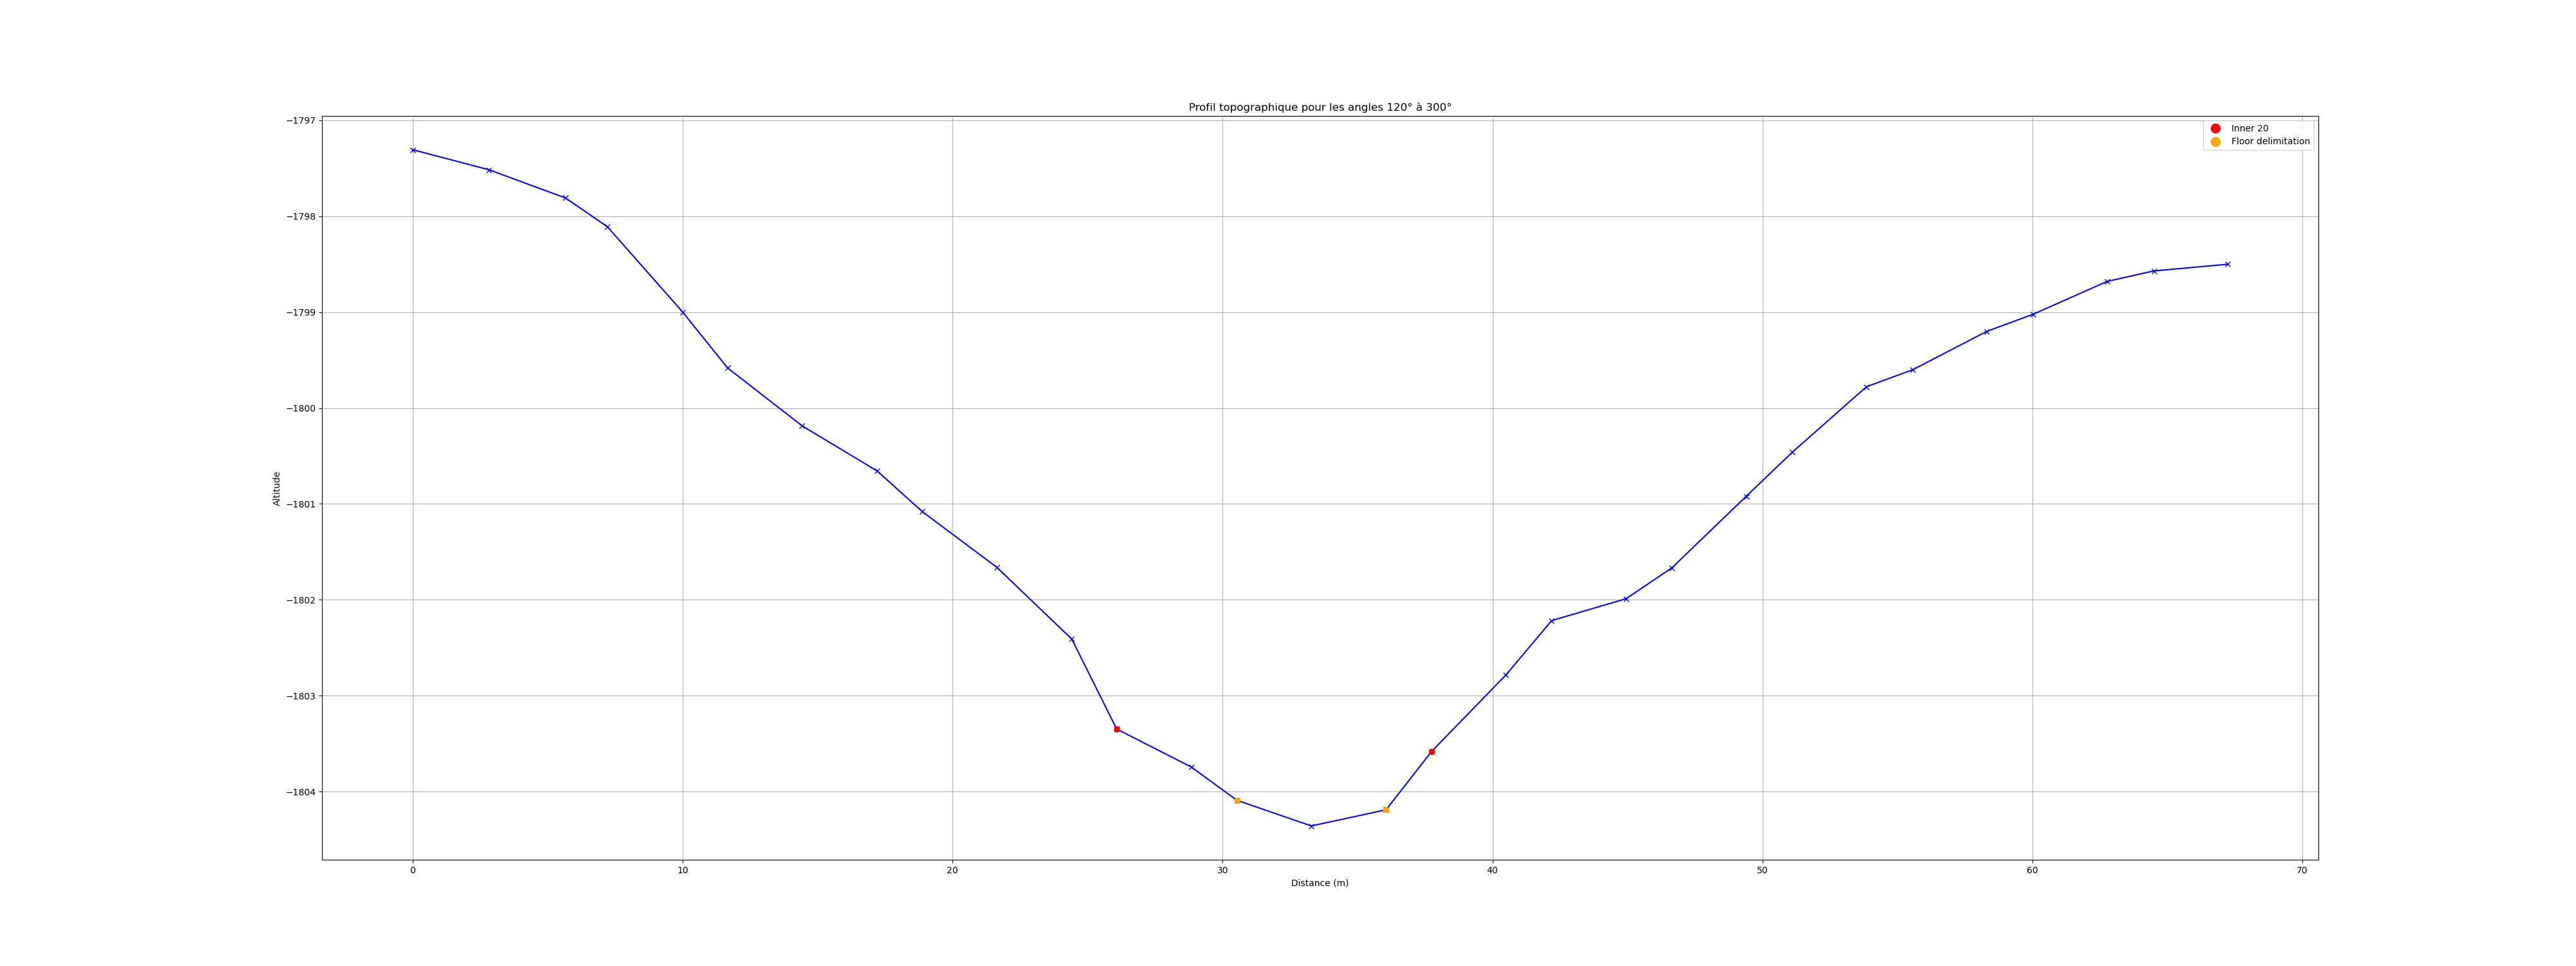 Profil topographique pour les angles 120° à 300°
Inner 20
Floor delimitation
−1797
−1798
−1799
−1800
−1801
−1802
−1803
−1804
Altitude
0 10 20 30 40 50 60 70
Distance (m)